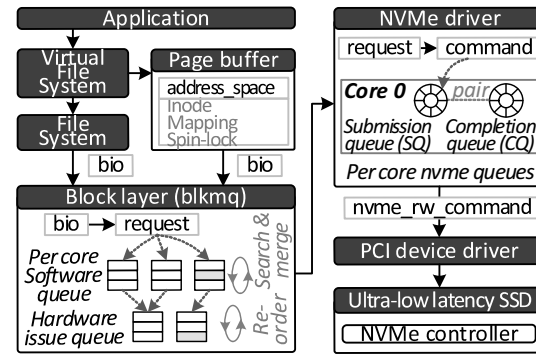 Application
Virtual
File
System
Page buffer
address_space
Inode
Mapping
Spin-lock
File
System
bio
bio
Block layer (blkmq)
bio
request
Per core
Software
queue
Hardware
issue queue
Search &
merge
Re-
order
NVMe driver
request
command
Core 0
pair
Submission
queue (SQ)
Completion
queue (CQ)
Per core nvme queues
nvme_rw_command
PCI device driver
Ultra-low latency SSD
NVMe controller